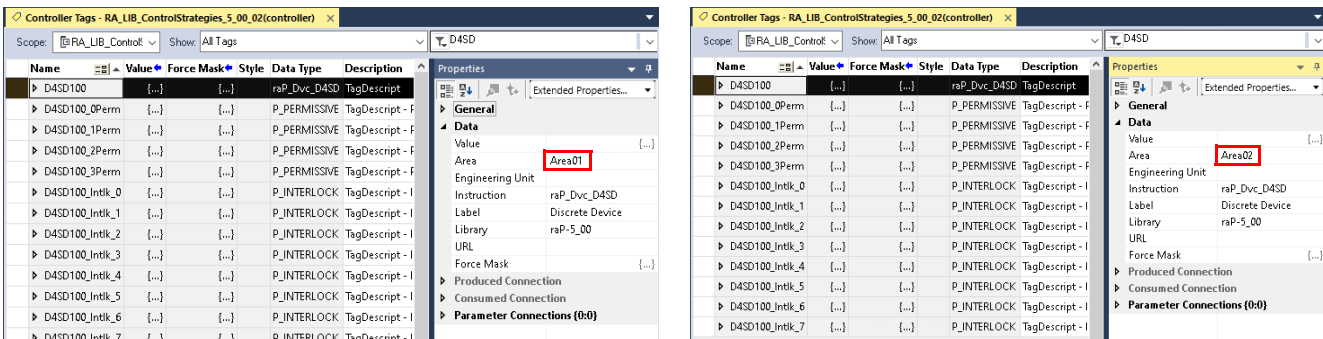 Controller Tags - RA_LIB_ControlStrategies_5_00_02(controller) ×
Scope: RA_LIB_Control Show: All Tags D4SD
Name Value Force Mask Style Data Type Description
D4SD100 {...} {...} raP_Dvc_D4SD TagDescript
D4SD100_0Perm {...} {...} P_PERMISSIVE TagDescript - P
D4SD100_1Perm {...} {...} P_PERMISSIVE TagDescript - P
D4SD100_2Perm {...} {...} P_PERMISSIVE TagDescript - P
D4SD100_3Perm {...} {...} P_PERMISSIVE TagDescript - P
D4SD100_Intlk_0 {...} {...} P_INTERLOCK TagDescript - I
D4SD100_Intlk_1 {...} {...} P_INTERLOCK TagDescript - I
D4SD100_Intlk_2 {...} {...} P_INTERLOCK TagDescript - I
D4SD100_Intlk_3 {...} {...} P_INTERLOCK TagDescript - I
D4SD100_Intlk_4 {...} {...} P_INTERLOCK TagDescript - I
D4SD100_Intlk_5 {...} {...} P_INTERLOCK TagDescript - I
D4SD100_Intlk_6 {...} {...} P_INTERLOCK TagDescript - I
D4SD100_Intlk_7 {...} {...} P_INTERLOCK TagDescript - I
Properties
Extended Properties...
General
Data
Value {...}
Area Area01
Engineering Unit
Instruction raP_Dvc_D4SD
Label Discrete Device
Library raP-5_00
URL
Force Mask {...}
Produced Connection
Consumed Connection
Parameter Connections {0:0}
Controller Tags - RA_LIB_ControlStrategies_5_00_02(controller) ×
Scope: RA_LIB_Control Show: All Tags D4SD
Name Value Force Mask Style Data Type Description
D4SD100 {...} {...} raP_Dvc_D4SD TagDescript
D4SD100_0Perm {...} {...} P_PERMISSIVE TagDescript - P
D4SD100_1Perm {...} {...} P_PERMISSIVE TagDescript - P
D4SD100_2Perm {...} {...} P_PERMISSIVE TagDescript - P
D4SD100_3Perm {...} {...} P_PERMISSIVE TagDescript - P
D4SD100_Intlk_0 {...} {...} P_INTERLOCK TagDescript - I
D4SD100_Intlk_1 {...} {...} P_INTERLOCK TagDescript - I
D4SD100_Intlk_2 {...} {...} P_INTERLOCK TagDescript - I
D4SD100_Intlk_3 {...} {...} P_INTERLOCK TagDescript - I
D4SD100_Intlk_4 {...} {...} P_INTERLOCK TagDescript - I
D4SD100_Intlk_5 {...} {...} P_INTERLOCK TagDescript - I
D4SD100_Intlk_6 {...} {...} P_INTERLOCK TagDescript - I
D4SD100_Intlk_7 {...} {...} P_INTERLOCK TagDescript - I
Properties
Extended Properties...
General
Data
Value {...}
Area Area02
Engineering Unit
Instruction raP_Dvc_D4SD
Label Discrete Device
Library raP-5_00
URL
Force Mask {...}
Produced Connection
Consumed Connection
Parameter Connections {0:0}